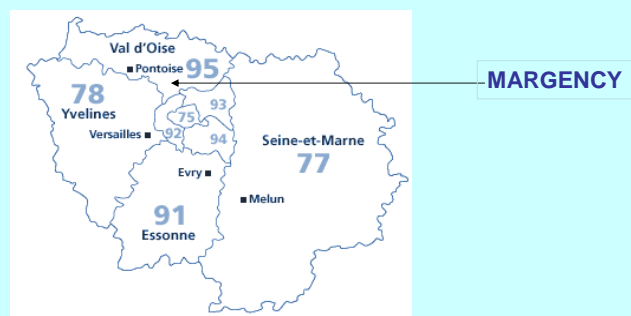 Val d'Oise
Pontoise 95
MARGENCY
78
Yvelines
93
75
92
94
Versailles
Seine-et-Marne
77
Evry
Melun
91
Essonne